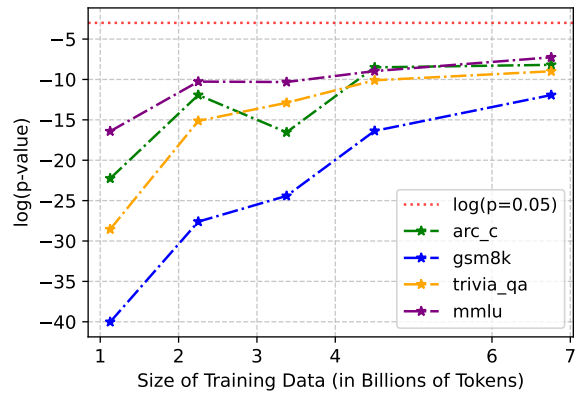 −5
−10
−15
−20
−25
−30
−35
−40
log(p-value)
log(p=0.05)
arc_c
gsm8k
trivia_qa
mmlu
1 2 3 4 6 7
Size of Training Data (in Billions of Tokens)